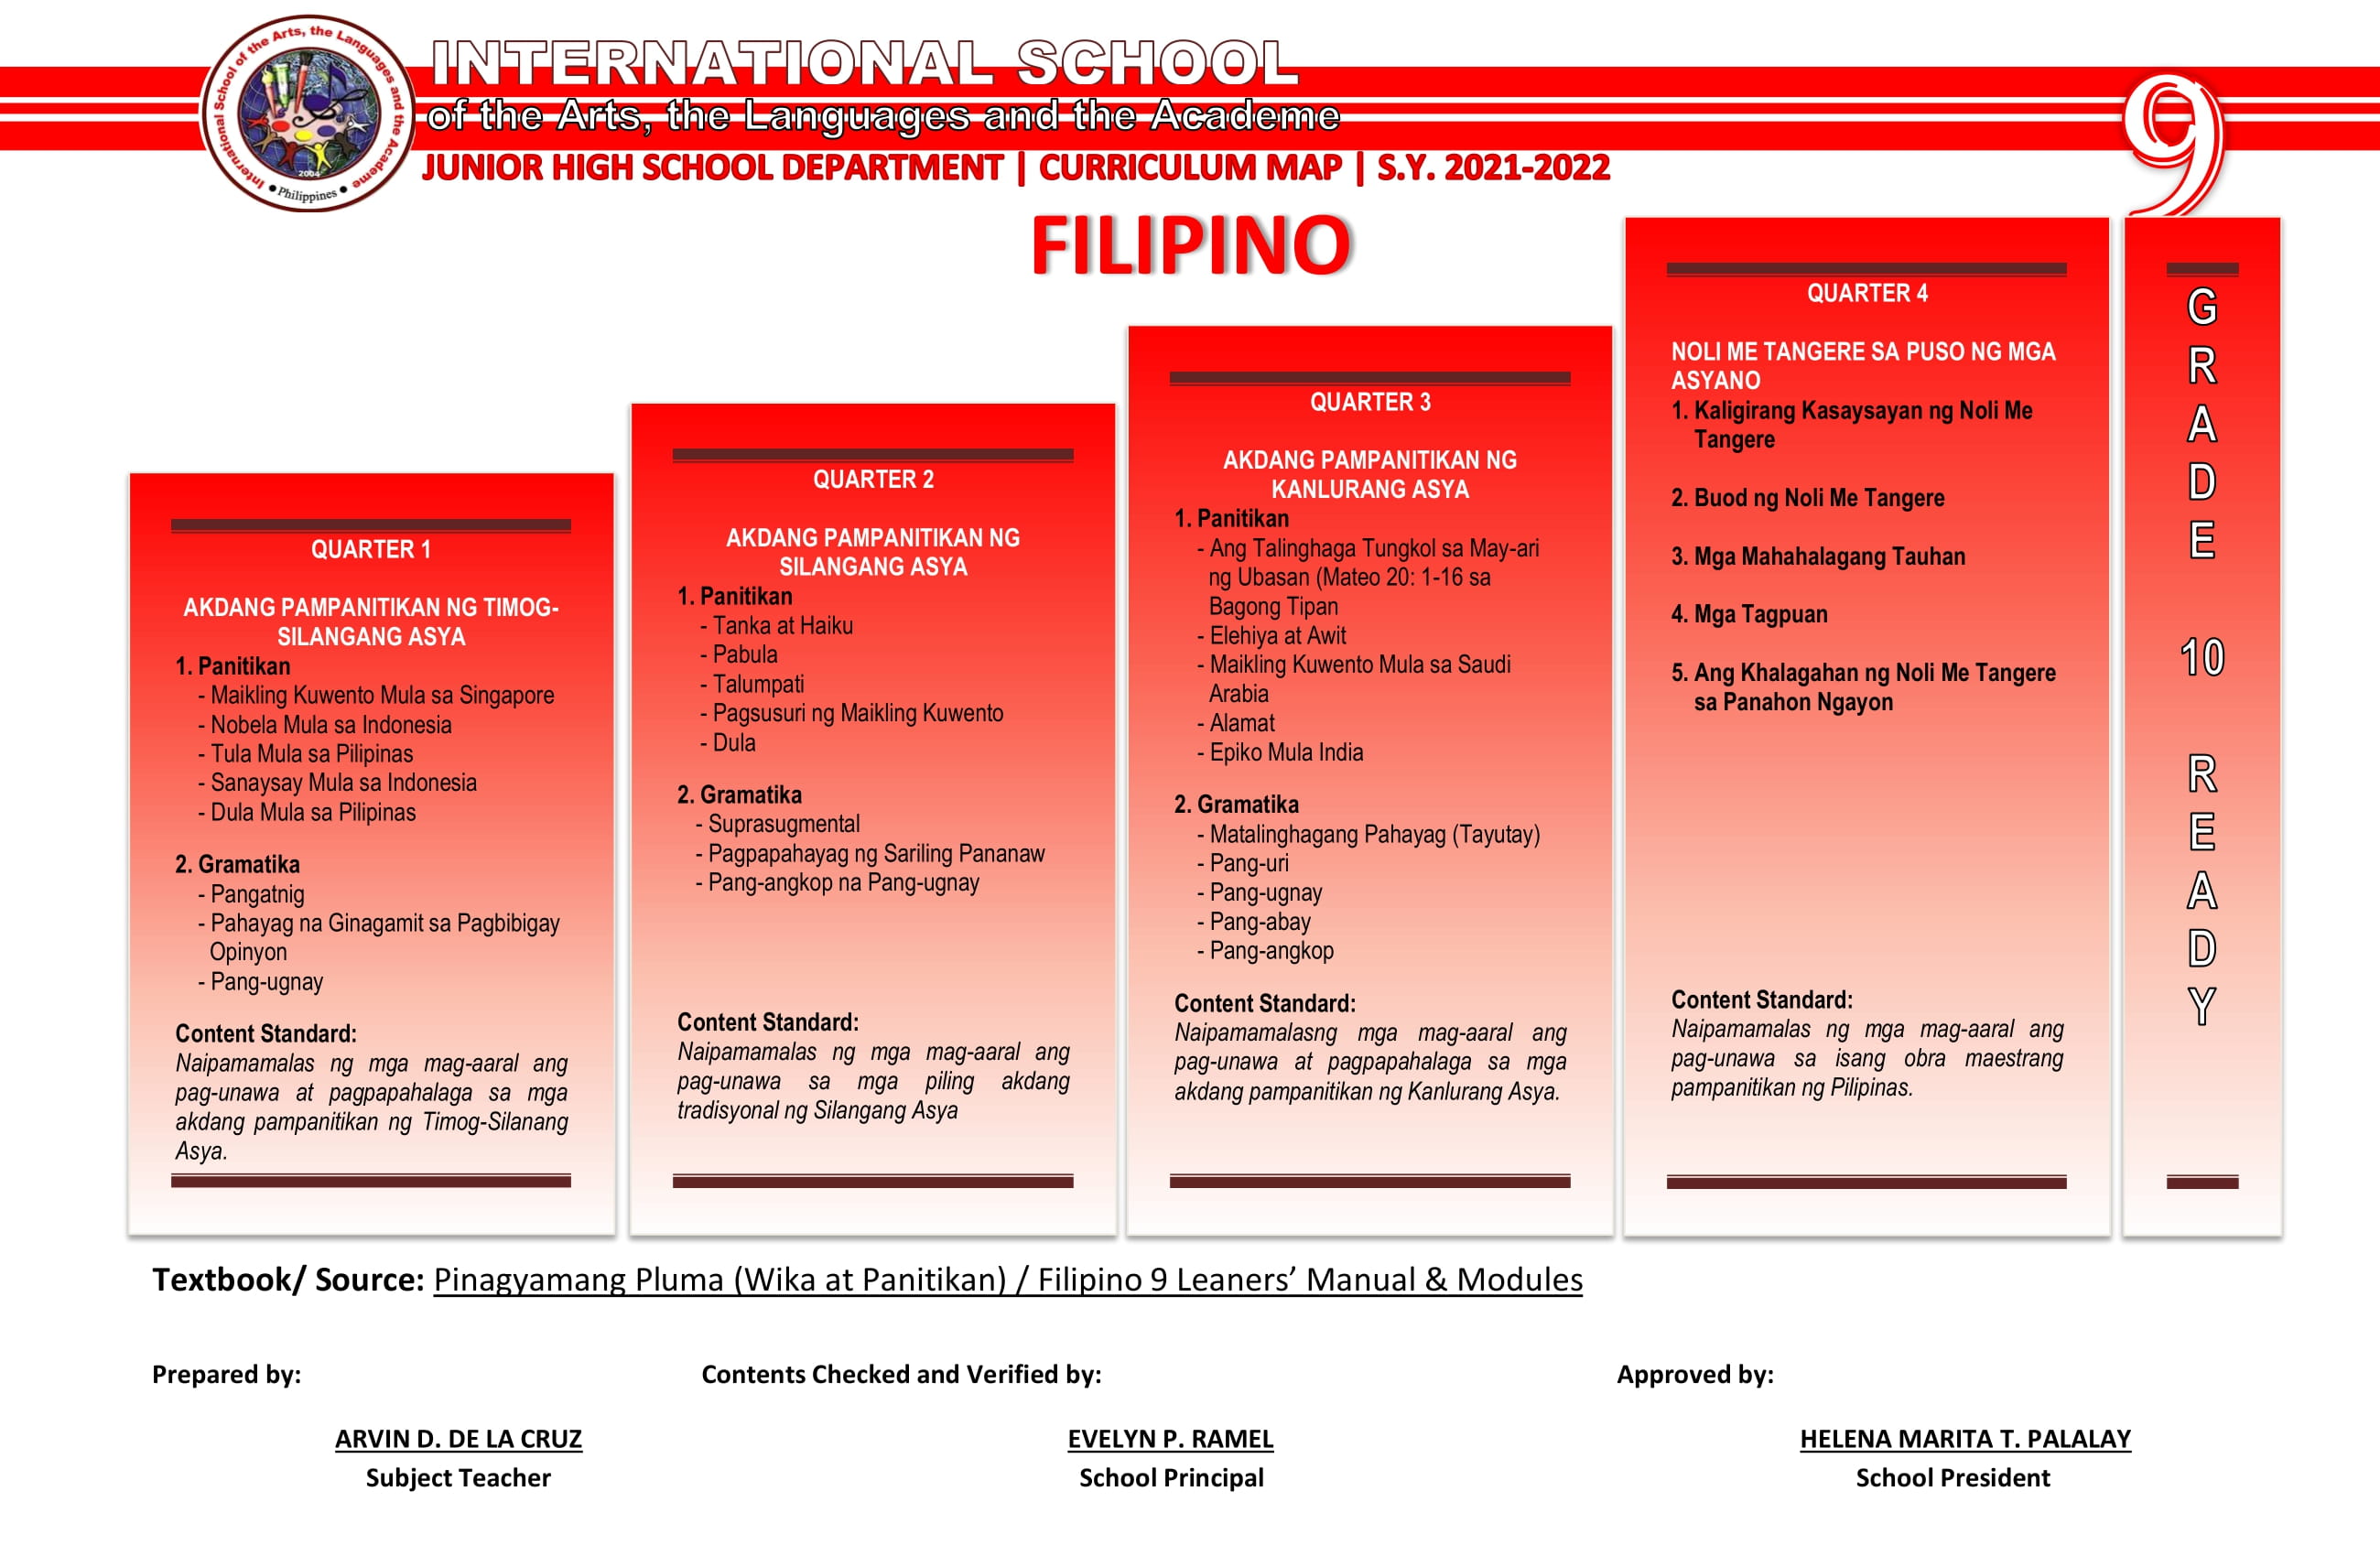 International School of the Arts, the Languages and the Academe
2004
Philippines
INTERNATIONAL SCHOOL
of the Arts, the Languages and the Academe
JUNIOR HIGH SCHOOL DEPARTMENT | CURRICULUM MAP | S.Y. 2021-2022
9
FILIPINO
QUARTER 1
AKDANG PAMPANITIKAN NG TIMOG-
SILANGANG ASYA
1. Panitikan
- Maikling Kuwento Mula sa Singapore
- Nobela Mula sa Indonesia
- Tula Mula sa Pilipinas
- Sanaysay Mula sa Indonesia
- Dula Mula sa Pilipinas
2. Gramatika
- Pangatnig
- Pahayag na Ginagamit sa Pagbibigay
Opinyon
- Pang-ugnay
Content Standard:
Naipamamalas ng mga mag-aaral ang
pag-unawa at pagpapahalaga sa mga
akdang pampanitikan ng Timog-Silanang
Asya.
QUARTER 2
AKDANG PAMPANITIKAN NG
SILANGANG ASYA
1. Panitikan
- Tanka at Haiku
- Pabula
- Talumpati
- Pagsusuri ng Maikling Kuwento
- Dula
2. Gramatika
- Suprasugmental
- Pagpapahayag ng Sariling Pananaw
- Pang-angkop na Pang-ugnay
Content Standard:
Naipamamalas ng mga mag-aaral ang
pag-unawa sa mga piling akdang
tradisyonal ng Silangang Asya
QUARTER 3
AKDANG PAMPANITIKAN NG
KANLURANG ASYA
1. Panitikan
- Ang Talinghaga Tungkol sa May-ari
ng Ubasan (Mateo 20: 1-16 sa
Bagong Tipan
- Elehiya at Awit
- Maikling Kuwento Mula sa Saudi
Arabia
- Alamat
- Epiko Mula India
2. Gramatika
- Matalinghagang Pahayag (Tayutay)
- Pang-uri
- Pang-ugnay
- Pang-abay
- Pang-angkop
Content Standard:
Naipamamalasng mga mag-aaral ang
pag-unawa at pagpapahalaga sa mga
akdang pampanitikan ng Kanlurang Asya.
QUARTER 4
NOLI ME TANGERE SA PUSO NG MGA
ASYANO
1. Kaligirang Kasaysayan ng Noli Me
Tangere
2. Buod ng Noli Me Tangere
3. Mga Mahahalagang Tauhan
4. Mga Tagpuan
5. Ang Khalagahan ng Noli Me Tangere
sa Panahon Ngayon
Content Standard:
Naipamamalas ng mga mag-aaral ang
pag-unawa sa isang obra maestrang
pampanitikan ng Pilipinas.
G
R
A
D
E
10
R
E
A
D
Y
Textbook/ Source: Pinagyamang Pluma (Wika at Panitikan) / Filipino 9 Leaners’ Manual & Modules
Prepared by:
ARVIN D. DE LA CRUZ
Subject Teacher
Contents Checked and Verified by:
EVELYN P. RAMEL
School Principal
Approved by:
HELENA MARITA T. PALALAY
School President